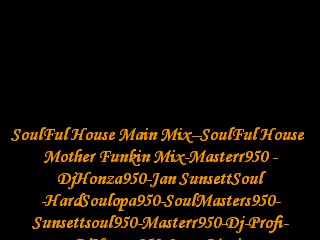 SoulFul House Main Mix--SoulFul House
Mother Funkin Mix-Masterr950 -
DjHonza950-Jan SunsettSoul
-HardSoulopa950-SoulMasters950-
Sunsettsoul950-Masterr950-Dj-Profi-